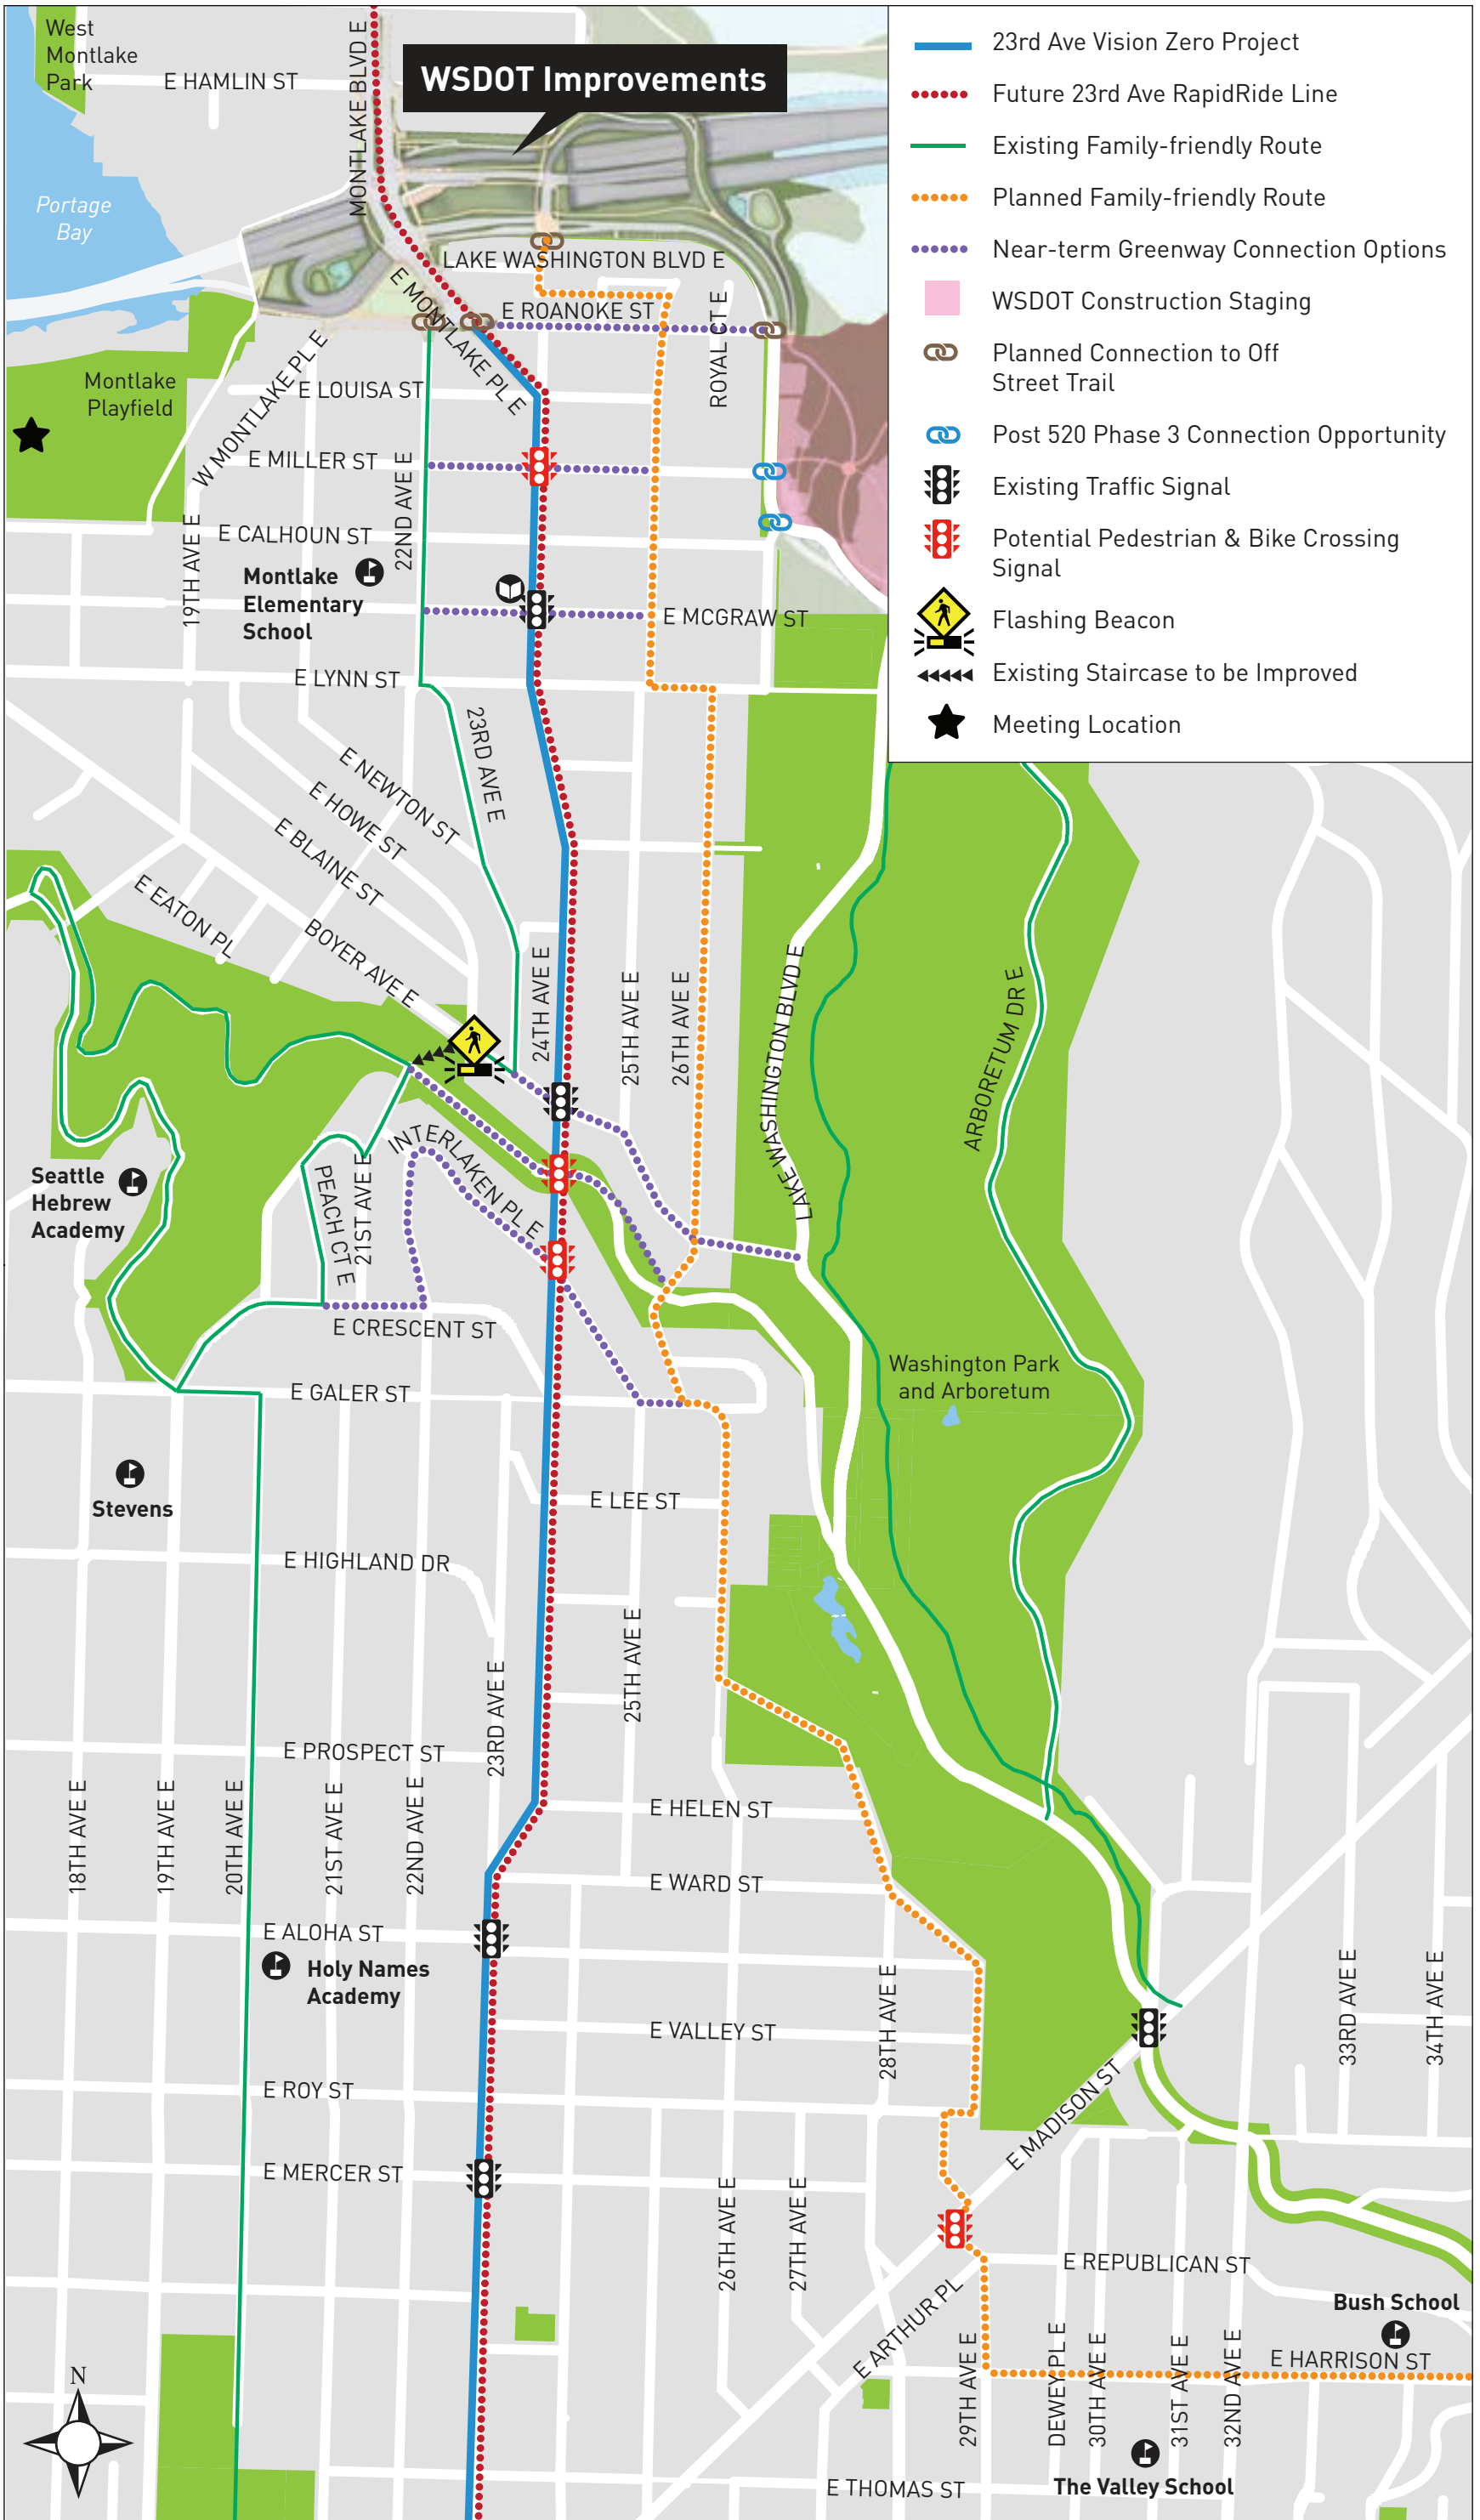 West
Montlake
Park
E HAMLIN ST
MONTLAKE BLVD E
WSDOT Improvements
Portage
Bay
LAKE WASHINGTON BLVD E
E MONTLAKE PL E
E ROANOKE ST
ROYAL CT E
Montlake
Playfield
W MONTLAKE PL E
E LOUISA ST
E MILLER ST
22ND AVE E
19TH AVE E
E CALHOUN ST
Montlake
Elementary
School
E MCGRAW ST
E LYNN ST
23RD AVE E
E NEWTON ST
E HOWE ST
E BLAINE ST
E EATON PL
BOYER AVE E
24TH AVE E
25TH AVE E
26TH AVE E
LAKE WASHINGTON BLVD E
ARBORETUM DR E
INTERLAKEN PL E
Seattle
Hebrew
Academy
PEACH CT E
21ST AVE E
E CRESCENT ST
E GALER ST
Washington Park
and Arboretum
Stevens
E LEE ST
E HIGHLAND DR
25TH AVE E
23RD AVE E
E PROSPECT ST
18TH AVE E
19TH AVE E
20TH AVE E
21ST AVE E
22ND AVE E
E HELEN ST
E WARD ST
E ALOHA ST
Holy Names
Academy
E VALLEY ST
28TH AVE E
33RD AVE E
34TH AVE E
E ROY ST
E MADISON ST
E MERCER ST
26TH AVE E
27TH AVE E
E REPUBLICAN ST
E ARTHUR PL
Bush School
E HARRISON ST
29TH AVE E
DEWEY PL E
30TH AVE E
31ST AVE E
32ND AVE E
N
E THOMAS ST
The Valley School
23rd Ave Vision Zero Project
Future 23rd Ave RapidRide Line
Existing Family-friendly Route
Planned Family-friendly Route
Near-term Greenway Connection Options
WSDOT Construction Staging
Planned Connection to Off
Street Trail
Post 520 Phase 3 Connection Opportunity
Existing Traffic Signal
Potential Pedestrian & Bike Crossing
Signal
Flashing Beacon
Existing Staircase to be Improved
Meeting Location